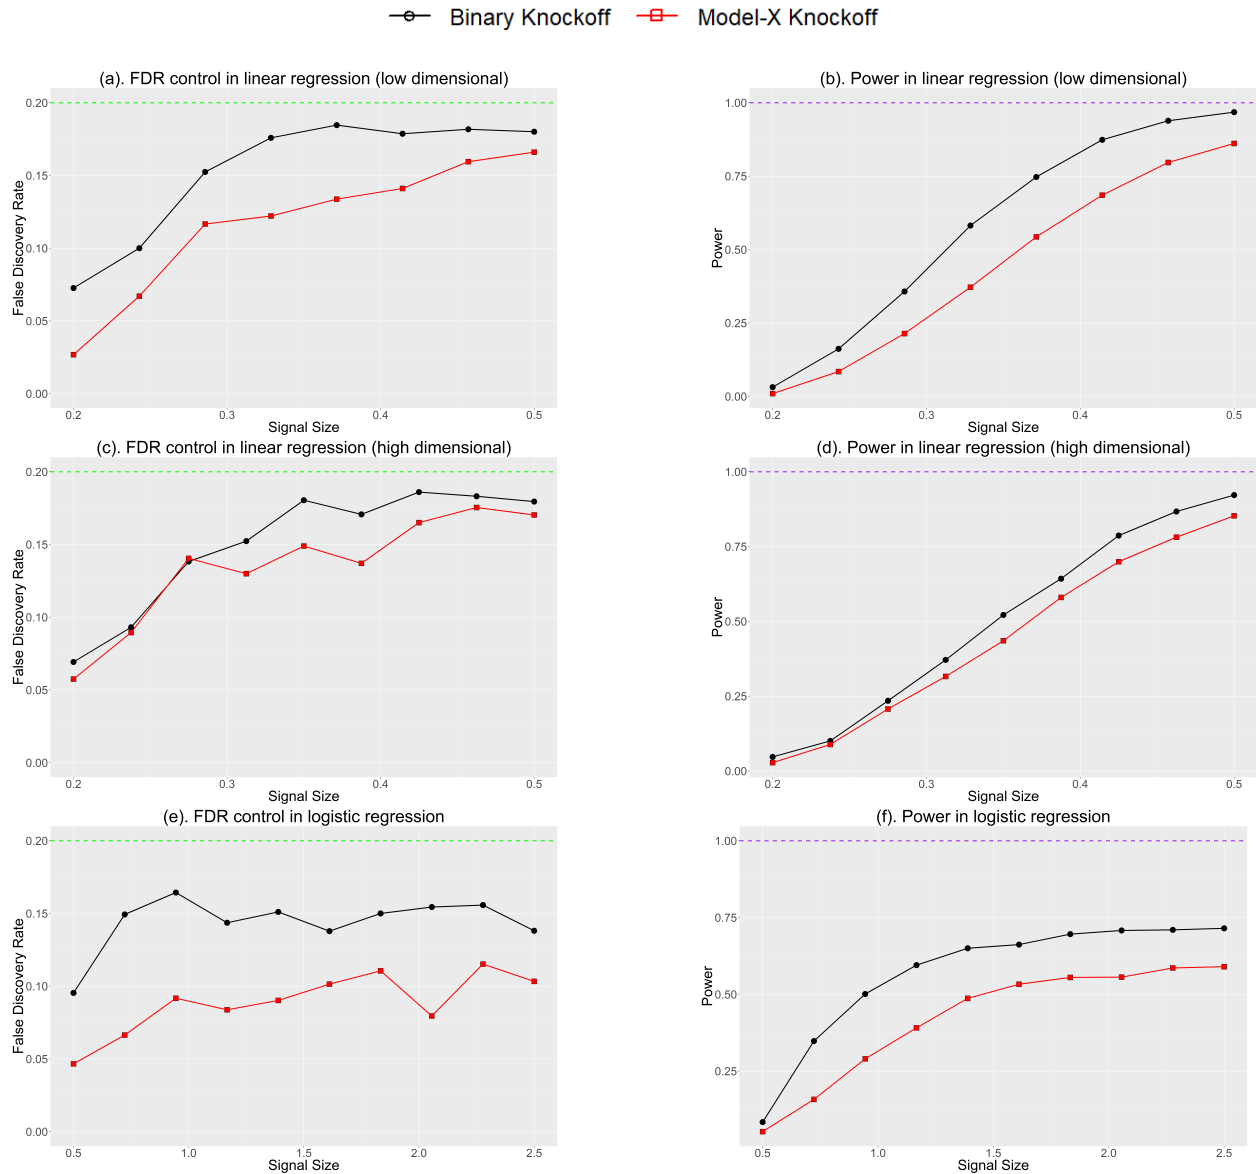 Binary Knockoff Model-X Knockoff
(a). FDR control in linear regression (low dimensional)
False Discovery Rate
0.20
0.15
0.10
0.05
0.00
0.2 0.3 0.4 0.5
Signal Size
(b). Power in linear regression (low dimensional)
Power
1.00
0.75
0.50
0.25
0.00
0.2 0.3 0.4 0.5
Signal Size
(c). FDR control in linear regression (high dimensional)
False Discovery Rate
0.20
0.15
0.10
0.05
0.00
0.2 0.3 0.4 0.5
Signal Size
(d). Power in linear regression (high dimensional)
Power
1.00
0.75
0.50
0.25
0.00
0.2 0.3 0.4 0.5
Signal Size
(e). FDR control in logistic regression
False Discovery Rate
0.20
0.15
0.10
0.05
0.00
0.5 1.0 1.5 2.0 2.5
Signal Size
(f). Power in logistic regression
Power
1.00
0.75
0.50
0.25
0.5 1.0 1.5 2.0 2.5
Signal Size